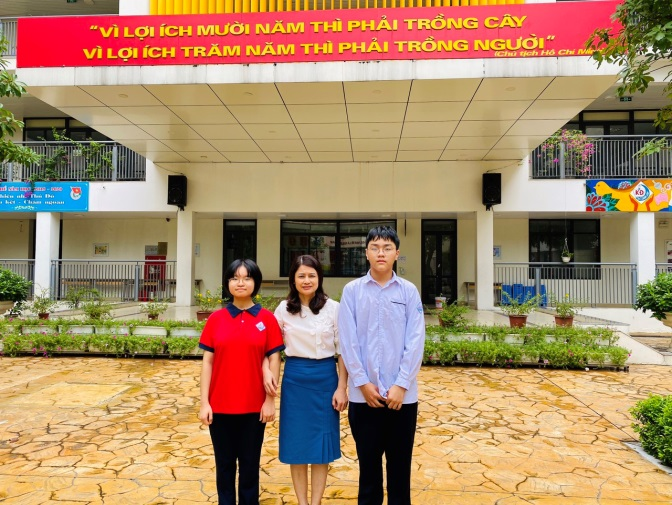 "VÌ LỢI ÍCH MƯỜI NĂM THÌ PHẢI TRỒNG CÂY
VÌ LỢI ÍCH TRĂM NĂM THÌ PHẢI TRỒNG NGƯỜI"
(Chủ tịch Hồ Chí
KĐ